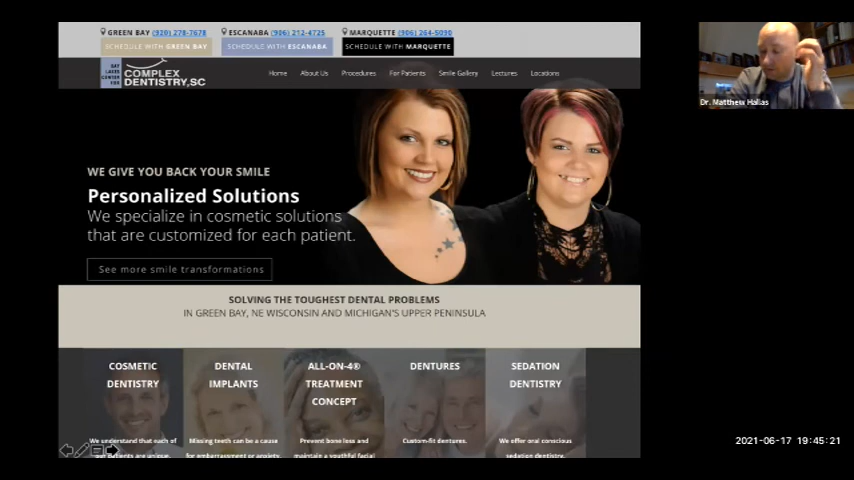 GREEN BAY (920) 278-7678 ESCANABA (906) 212-4725 MARQUETTE (906) 264-5090
SCHEDULE WITH GREEN BAY SCHEDULE WITH ESCANABA SCHEDULE WITH MARQUETTE
BAY LASER CENTER FOR
COMPLEX
DENTISTRY,SC
Home About Us Procedures For Patients Smile Gallery Lectures Locations
Dr. Matthew Hallas
WE GIVE YOU BACK YOUR SMILE
Personalized Solutions
We specialize in cosmetic solutions
that are customized for each patient.
See more smile transformations
SOLVING THE TOUGHEST DENTAL PROBLEMS
IN GREEN BAY, NE WISCONSIN AND MICHIGAN'S UPPER PENINSULA
COSMETIC DENTAL ALL-ON-4® DENTURES SEDATION
DENTISTRY IMPLANTS TREATMENT DENTISTRY
CONCEPT
We understand that each of Missing teeth can be a cause Prevent bone loss and Custom-fit dentures. We offer oral conscious
our patients are unique. for embarrassment or anxiety. maintain a youthful facial sedation dentistry.
2021-06-17 19:45:21